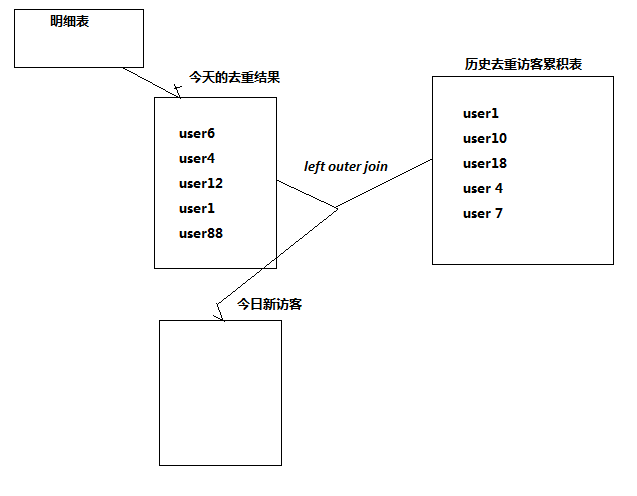 明细表
今天的去重结果
user6
user4
user12
user1
user88
left outer join
历史去重访客累积表
user1
user10
user18
user 4
user 7
今日新访客